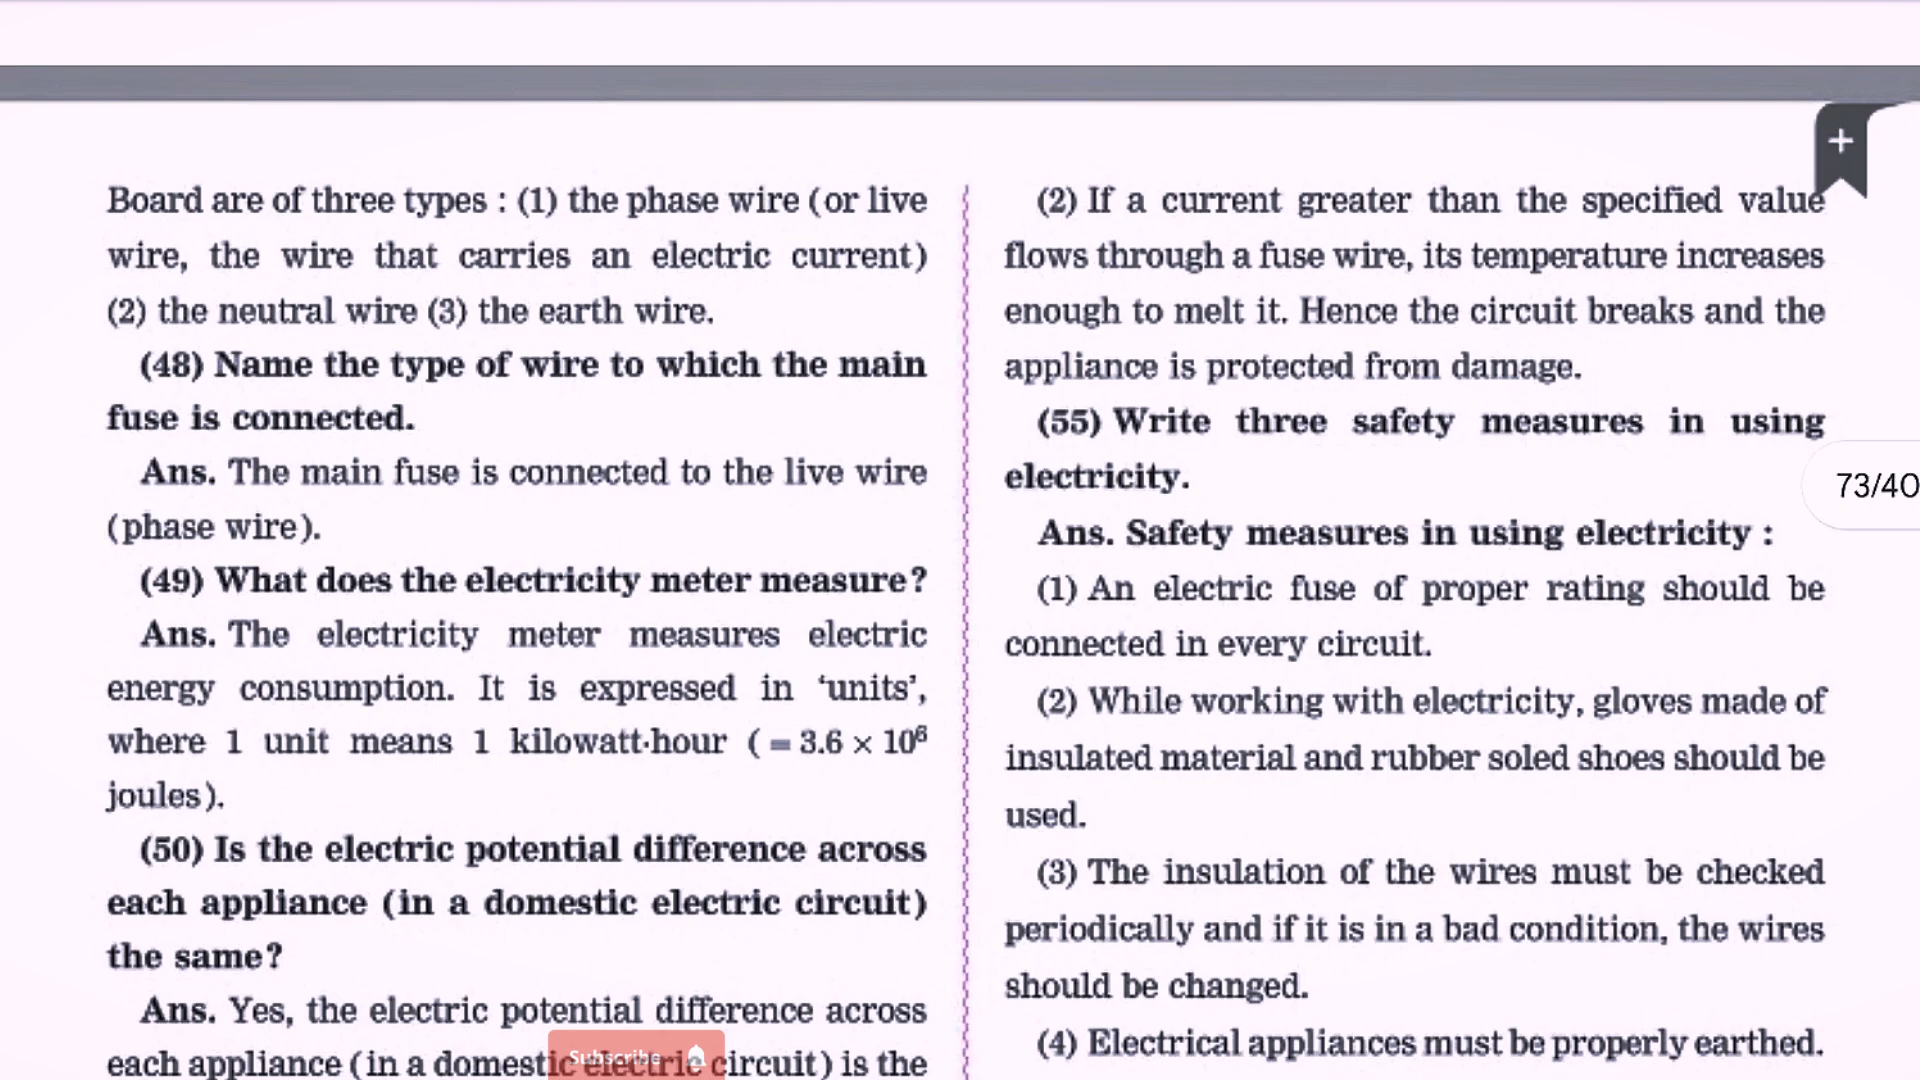 Board are of three types : (1) the phase wire (or live
wire, the wire that carries an electric current)
(2) the neutral wire (3) the earth wire.
(48) Name the type of wire to which the main
fuse is connected.
Ans. The main fuse is connected to the live wire
(phase wire).
(49) What does the electricity meter measure?
Ans. The electricity meter measures electric
energy consumption. It is expressed in ‘units’,
where 1 unit means 1 kilowatt·hour ( = 3.6 × 10⁶
joules).
(50) Is the electric potential difference across
each appliance (in a domestic electric circuit)
the same?
Ans. Yes, the electric potential difference across
each appliance (in a domestic electric circuit) is the
(2) If a current greater than the specified value
flows through a fuse wire, its temperature increases
enough to melt it. Hence the circuit breaks and the
appliance is protected from damage.
(55) Write three safety measures in using
electricity.
Ans. Safety measures in using electricity :
(1) An electric fuse of proper rating should be
connected in every circuit.
(2) While working with electricity, gloves made of
insulated material and rubber soled shoes should be
used.
(3) The insulation of the wires must be checked
periodically and if it is in a bad condition, the wires
should be changed.
(4) Electrical appliances must be properly earthed.
+
73/40
Subscribe